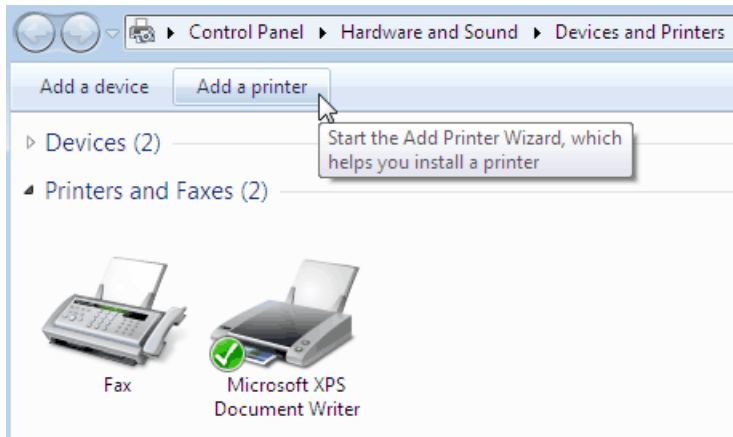 Control Panel Hardware and Sound Devices and Printers
Add a device Add a printer
Start the Add Printer Wizard, which
helps you install a printer
Devices (2)
Printers and Faxes (2)
Fax
Microsoft XPS
Document Writer